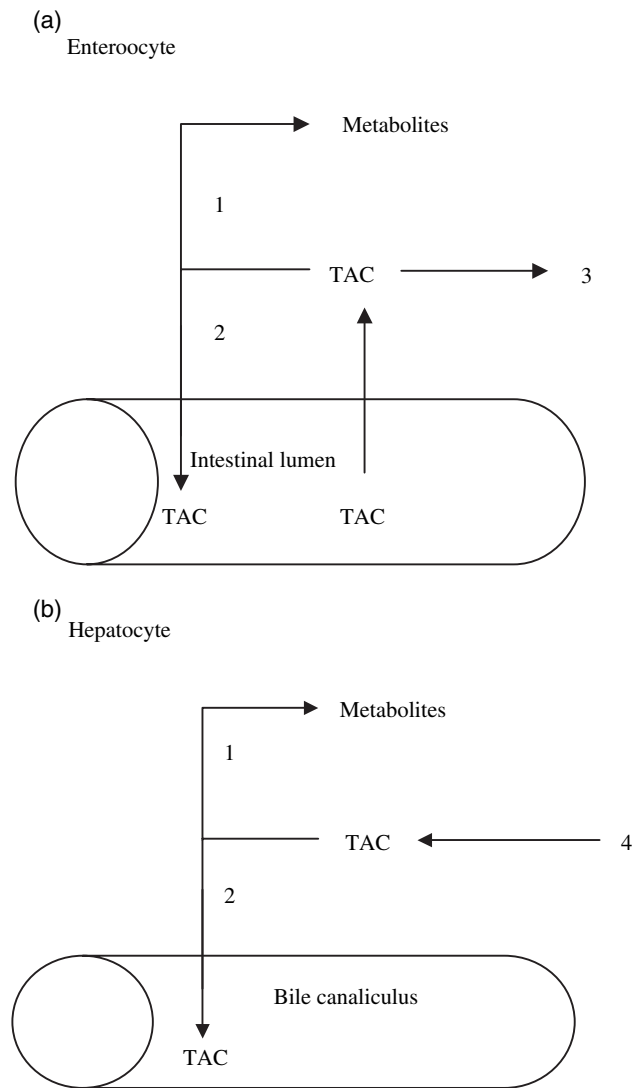 (a)
Enteroocyte
Metabolites
1
TAC
3
2
Intestinal lumen
TAC
TAC
(b)
Hepatocyte
Metabolites
1
TAC
4
2
Bile canaliculus
TAC